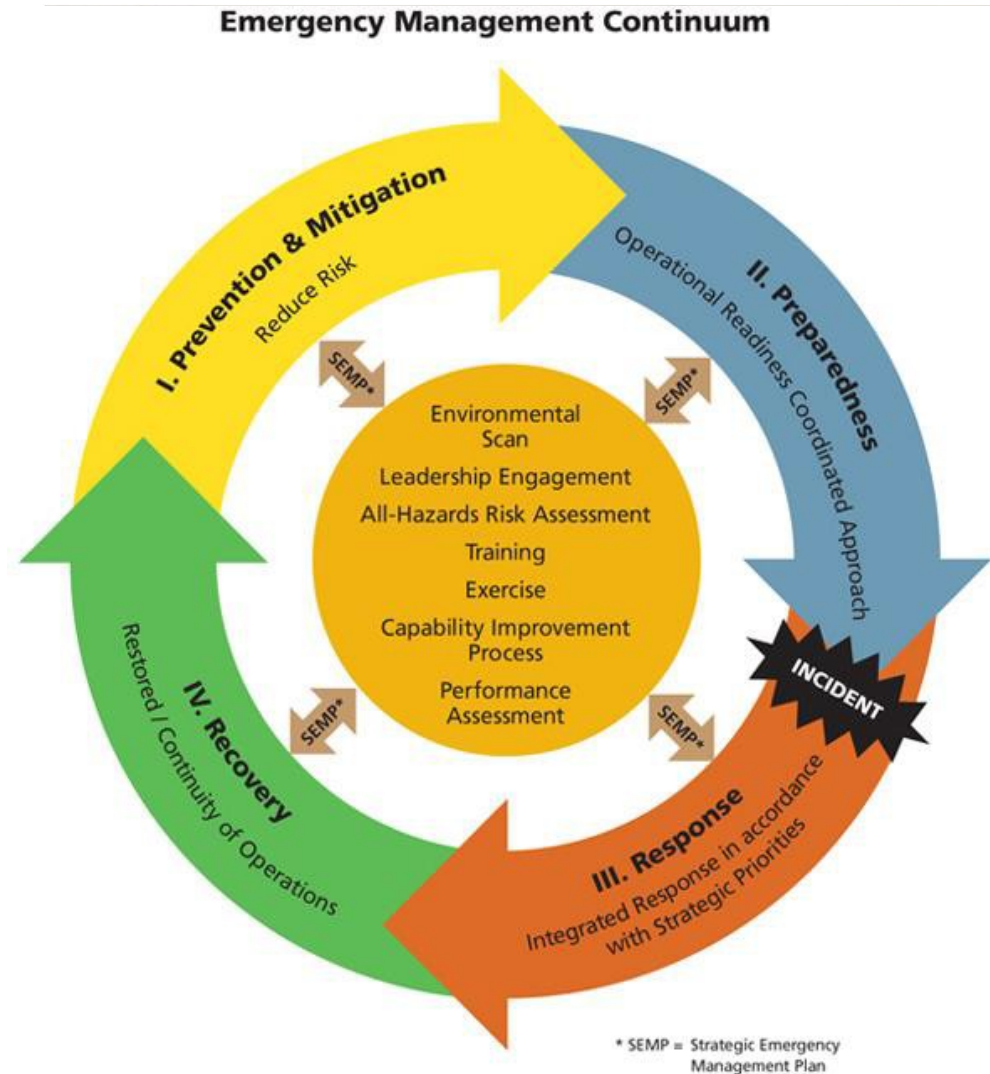 Emergency Management Continuum
I. Prevention & Mitigation
Reduce Risk
II. Preparedness
Operational Readiness Coordinated Approach
SEMP*
SEMP*
Environmental
Scan
Leadership Engagement
All-Hazards Risk Assessment
Training
Exercise
Capability Improvement
Process
Performance
Assessment
INCIDENT
SEMP*
SEMP*
III. Response
Integrated Response in accordance
with Strategic Priorities
IV. Recovery
Restored / Continuity of Operations
* SEMP = Strategic Emergency
Management Plan